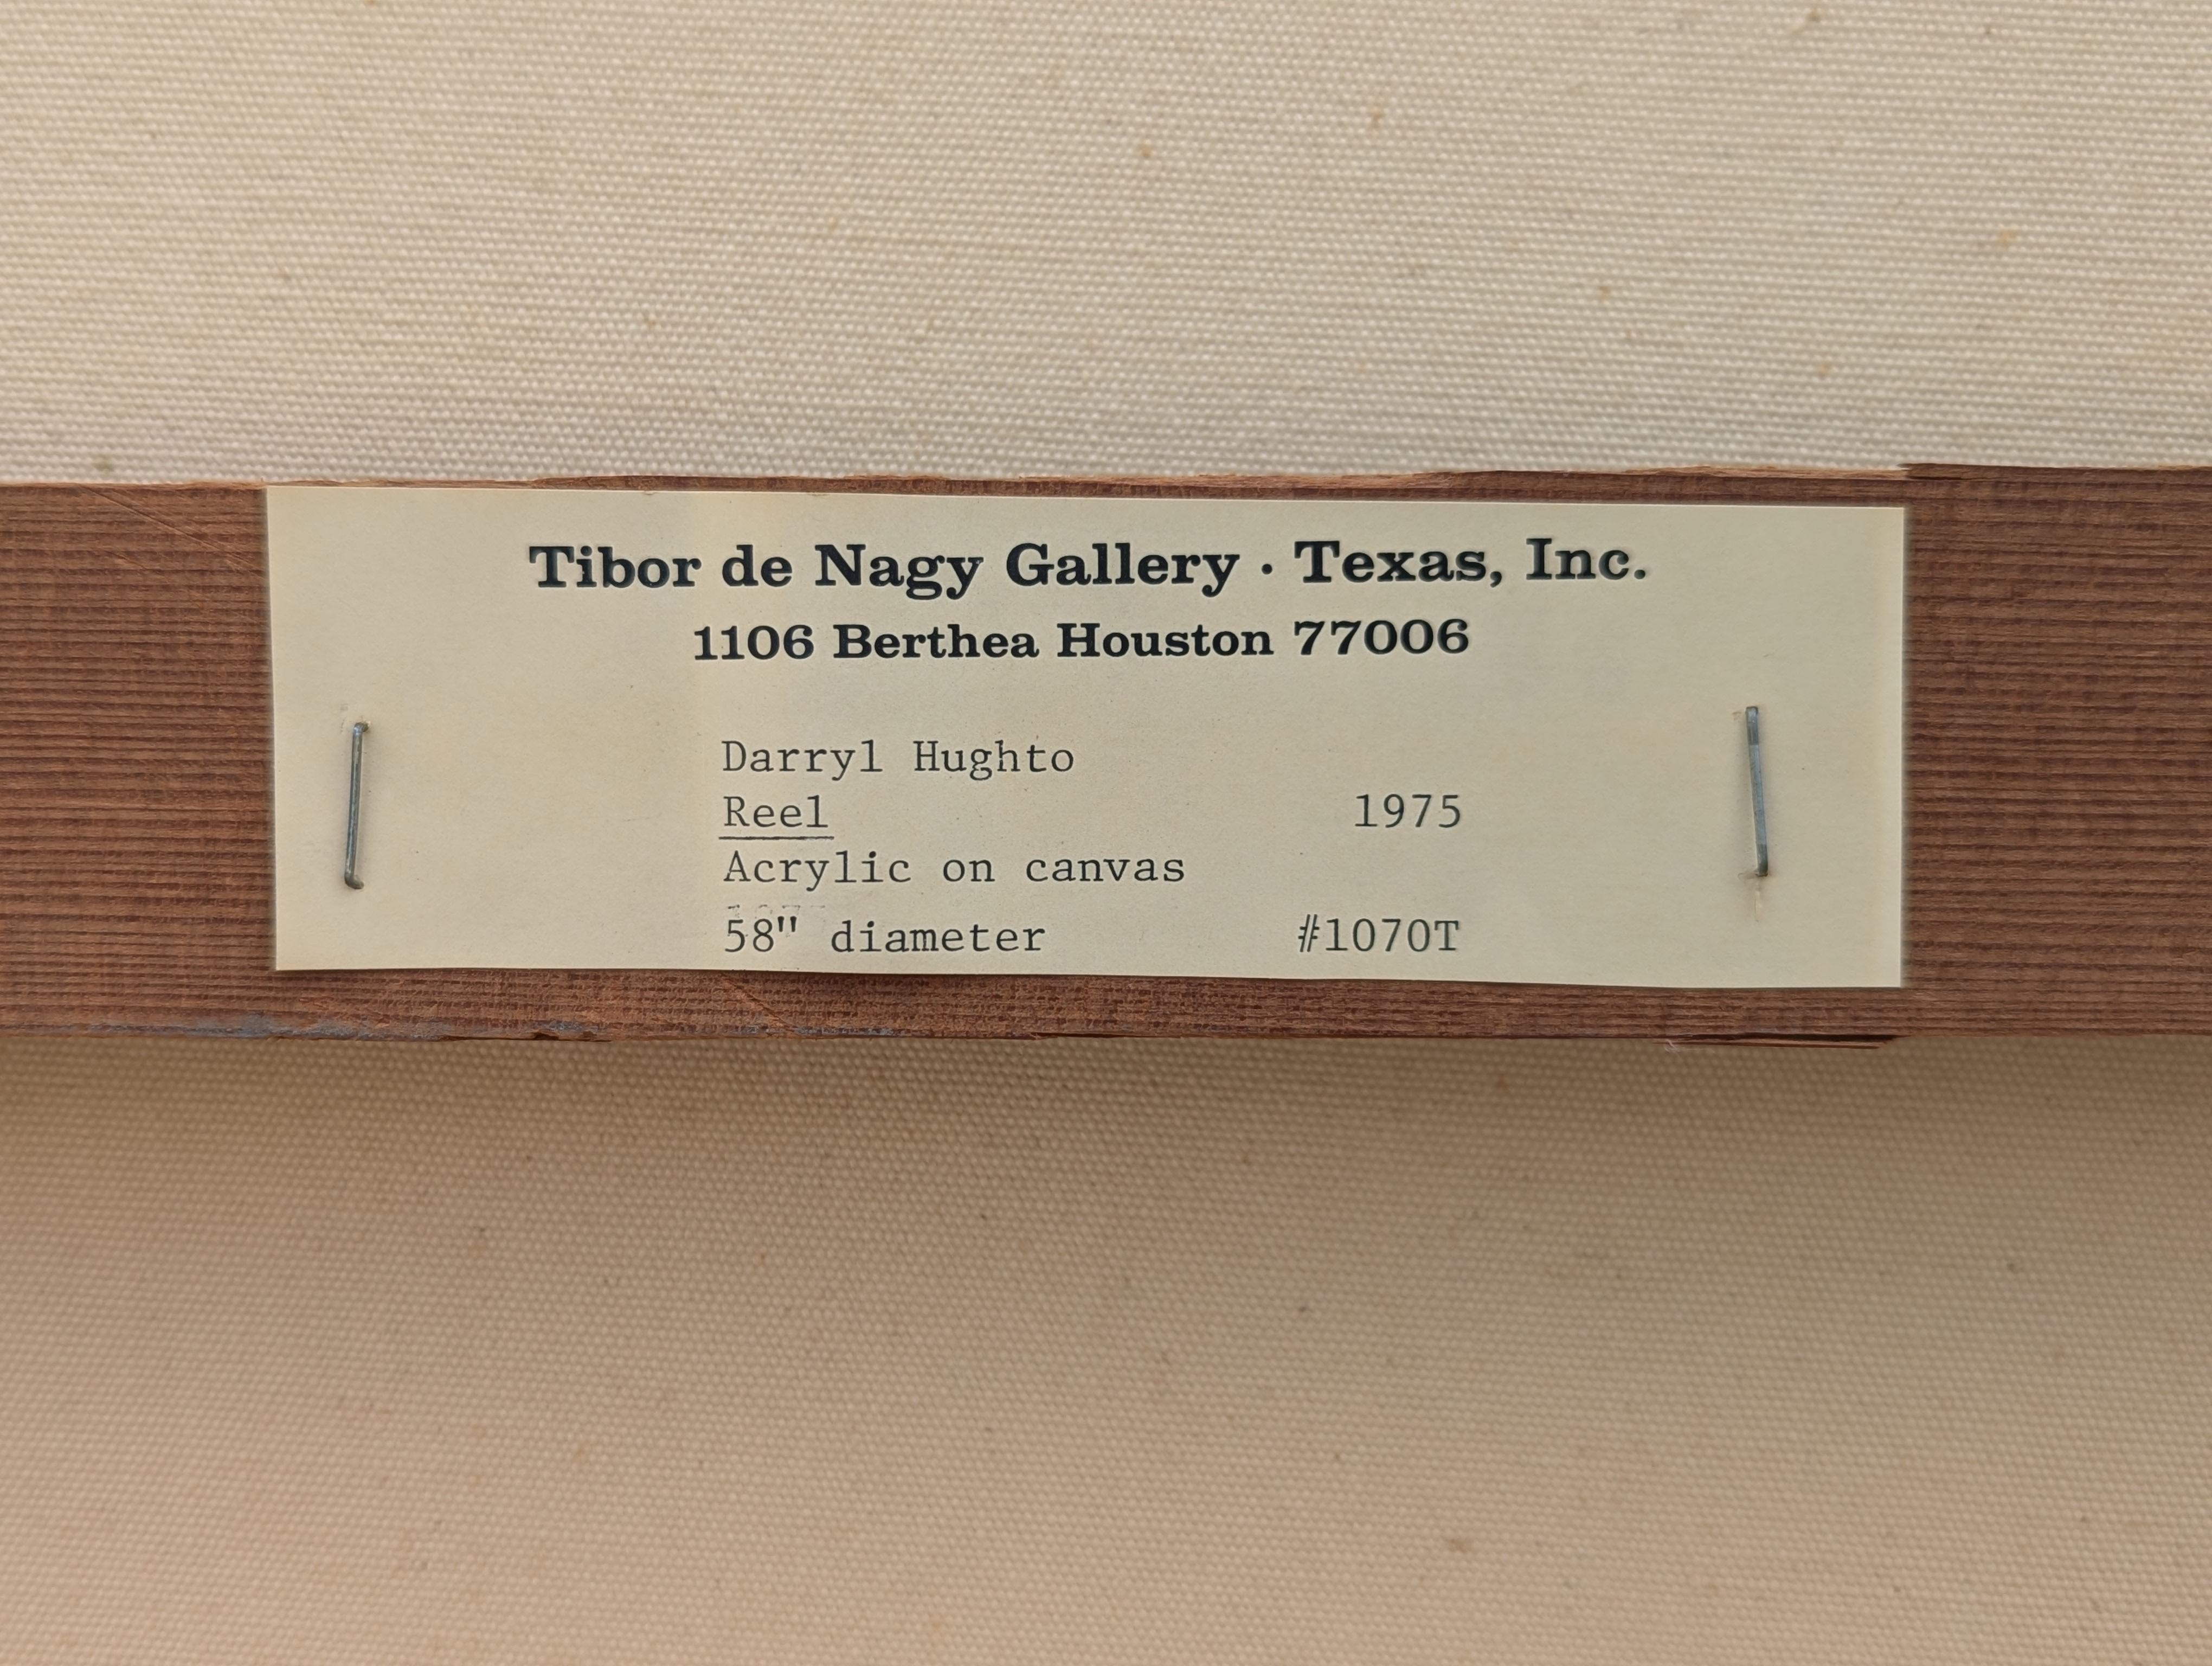 Tibor de Nagy Gallery · Texas, Inc.
1106 Berthea Houston 77006
Darryl Hughto
Reel 1975
Acrylic on canvas
58" diameter #1070T